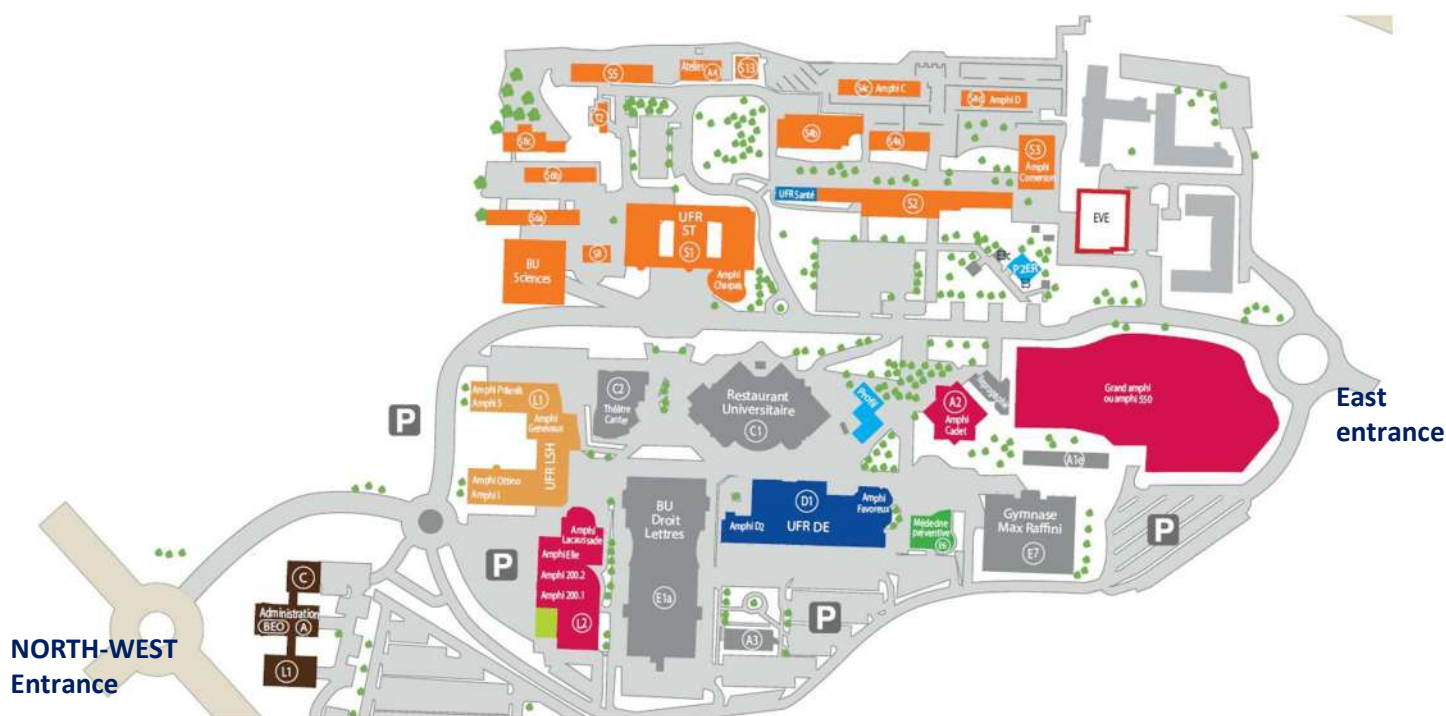 S5
Atelier A4
S13
S4c Amphi C
S4d Amphi D
T2
S6c
S4b
S4a
S3
Amphi
Comerson
S6b
UFR Santé
S2
EVE
S6a
UFR
ST
S1
S8
BU
Sciences
Amphi
Charpak
P2ER
L1
Amphi 5
Amphi
Genevaux
UFR LSH
Amphi Ottino
Amphi I
C2
Théâtre
Canter
Restaurant
Universitaire
C1
Profil
A2
Amphi
Cadet
Reprographie
Grand amphi
ou amphi 550
East
entrance
P
A1e
BU
Droit
Lettres
E1a
D1
Amphi
Favoreux
Amphi D2
UFR DE
Médecine
préventive
E6
Gymnase
Max Raffini
E7
P
Amphi
Lacaussade
Amphi Elie
Amphi 200.2
Amphi 200.1
L2
P
A3
P
C
Administration
BEO A
L1
NORTH-WEST
Entrance